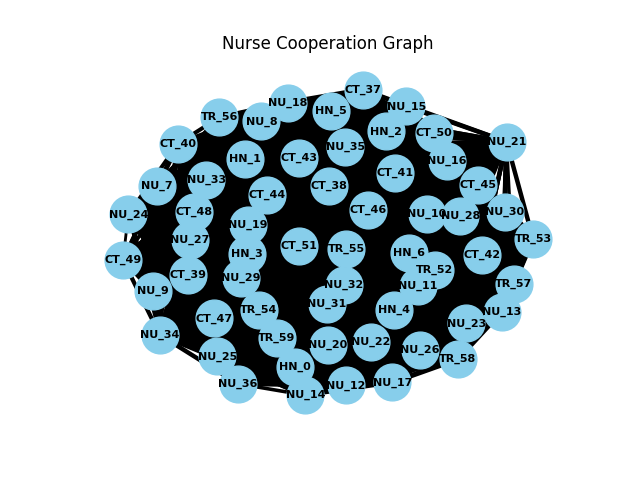 Nurse Cooperation Graph
CT_37
NU_18
NU_15
HN_5
TR_56
NU_8
HN_2
CT_50
CT_40
NU_21
NU_35
HN_1
CT_43
NU_16
CT_41
NU_33
NU_7
CT_38
CT_45
CT_44
CT_46
CT_48
NU_24
NU_10
NU_28
NU_30
NU_19
NU_27
TR_53
CT_51
TR_55
HN_3
HN_6
CT_42
CT_49
TR_52
CT_39
NU_29
NU_32
NU_11
TR_57
NU_9
NU_31
TR_54
HN_4
NU_13
CT_47
NU_23
NU_34
TR_59
NU_20
NU_22
NU_26
NU_25
TR_58
HN_0
NU_36
NU_12
NU_17
NU_14